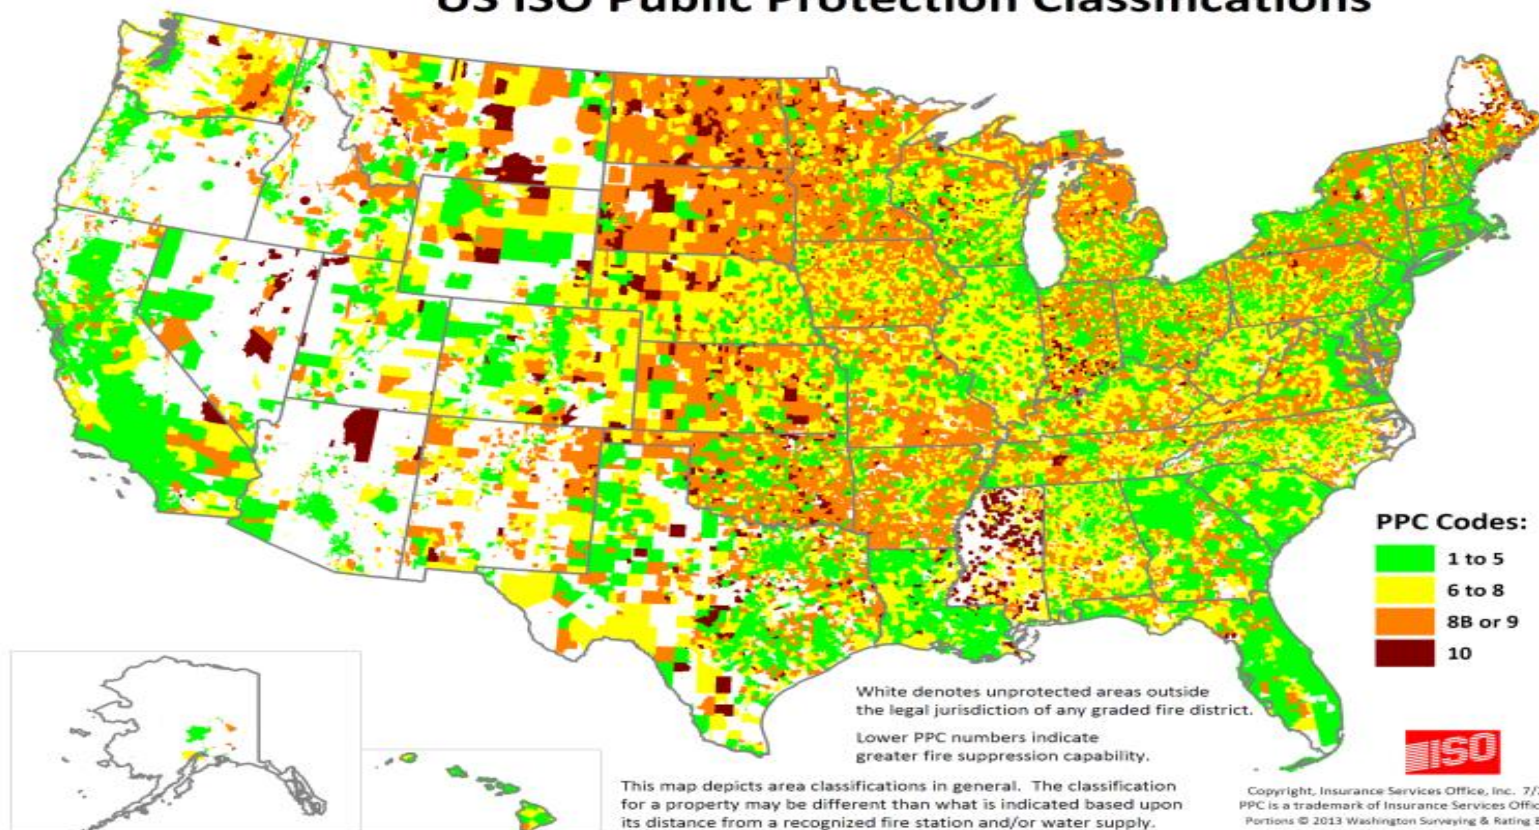 US ISO Public Protection Classifications
PPC Codes:
1 to 5
6 to 8
8B or 9
10
White denotes unprotected areas outside
the legal jurisdiction of any graded fire district.
Lower PPC numbers indicate
greater fire suppression capability.
This map depicts area classifications in general. The classification
for a property may be different than what is indicated based upon
its distance from a recognized fire station and/or water supply.
ISO
Copyright, Insurance Services Office, Inc. 7/
PPC is a trademark of Insurance Services Offic
Portions © 2013 Washington Surveying & Rating